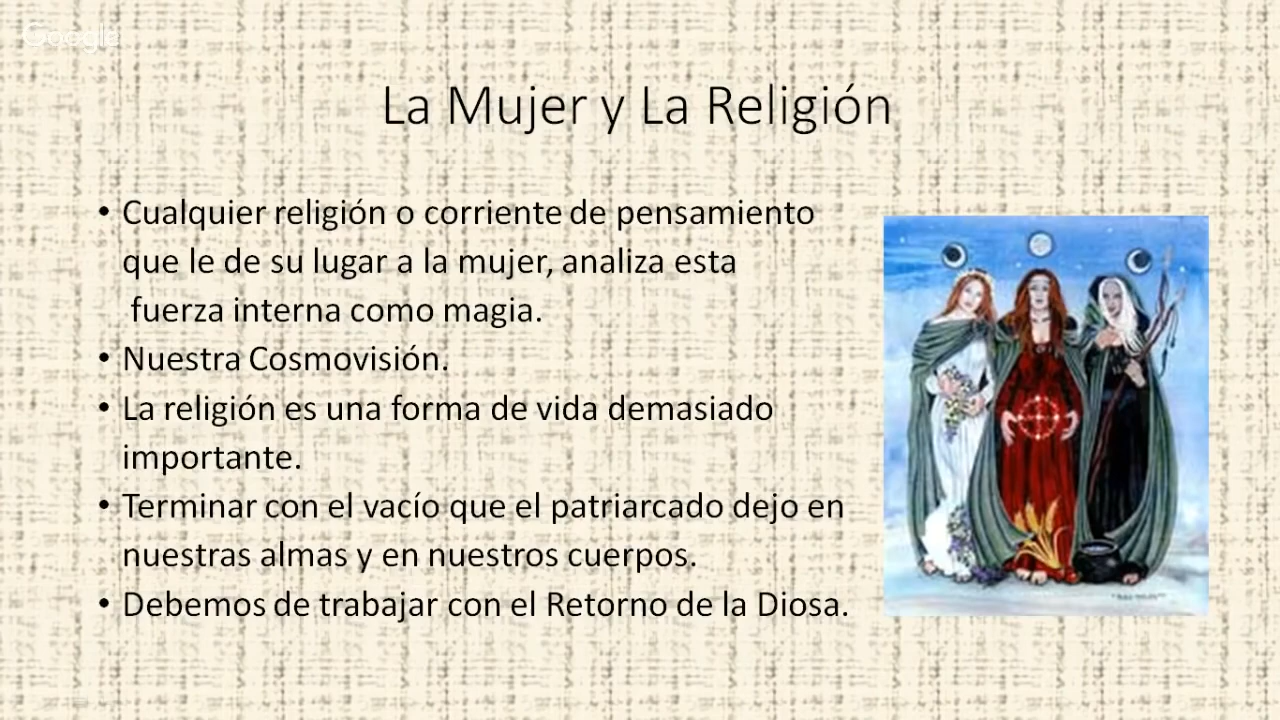 Google
La Mujer y La Religión
• Cualquier religión o corriente de pensamiento
que le de su lugar a la mujer, analiza esta
fuerza interna como magia.
• Nuestra Cosmovisión.
• La religión es una forma de vida demasiado
importante.
• Terminar con el vacío que el patriarcado dejo en
nuestras almas y en nuestros cuerpos.
• Debemos de trabajar con el Retorno de la Diosa.